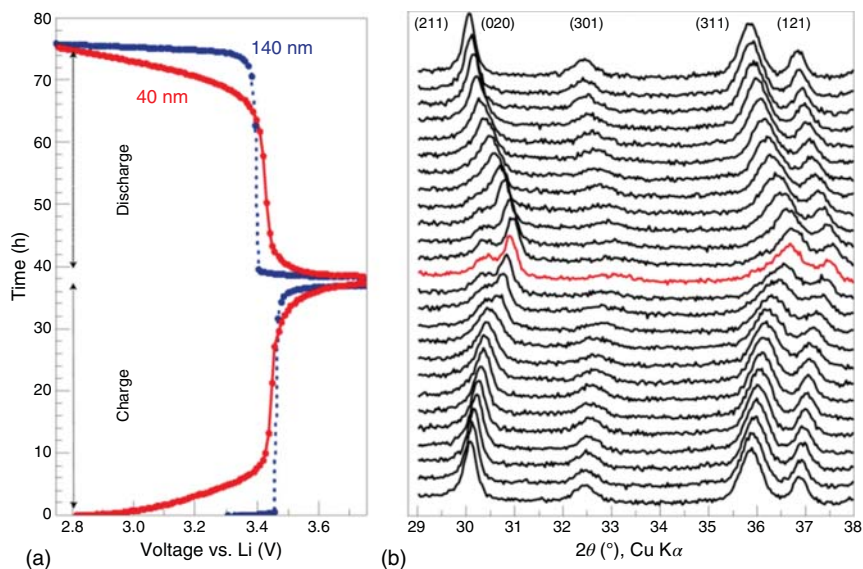 80
70
60
50
40
30
20
10
0
Time (h)
140 nm
40 nm
Discharge
Charge
2.8 3.0 3.2 3.4 3.6
Voltage vs. Li (V)
(a)
(211) (020) (301) (311) (121)
29 30 31 32 33 34 35 36 37 38
2θ (°), Cu Kα
(b)